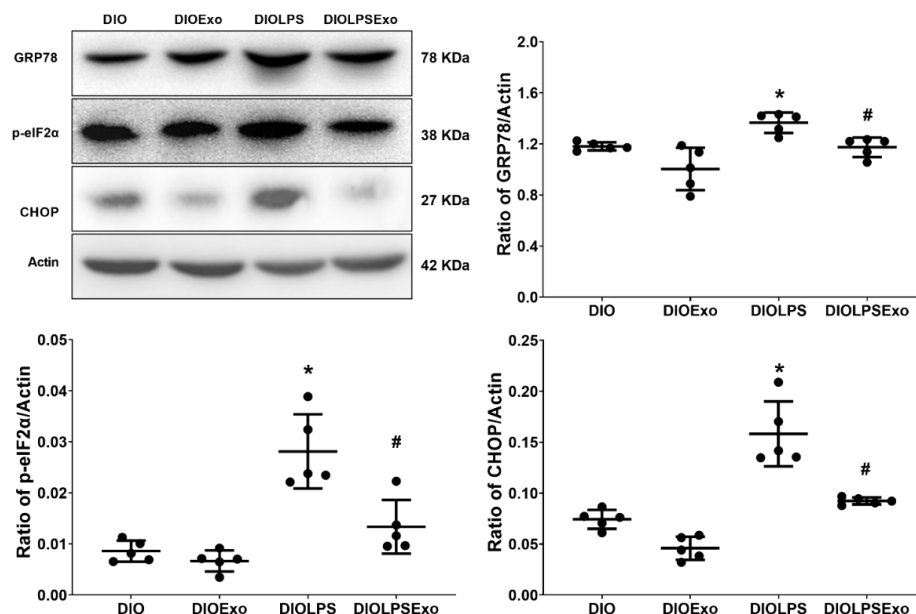 DIO DIOExo DIOLPS DIOLPSExo
GRP78 78 KDa
p-eIF2α 38 KDa
CHOP 27 KDa
Actin 42 KDa
Ratio of GRP78/Actin
2.0
1.6
1.2
0.8
0.4
0.0
* #
DIO DIOExo DIOLPS DIOLPSExo
Ratio of p-eIF2α/Actin
0.05
0.04
0.03
0.02
0.01
0.00
* #
DIO DIOExo DIOLPS DIOLPSExo
Ratio of CHOP/Actin
0.25
0.20
0.15
0.10
0.05
0.00
* #
DIO DIOExo DIOLPS DIOLPSExo